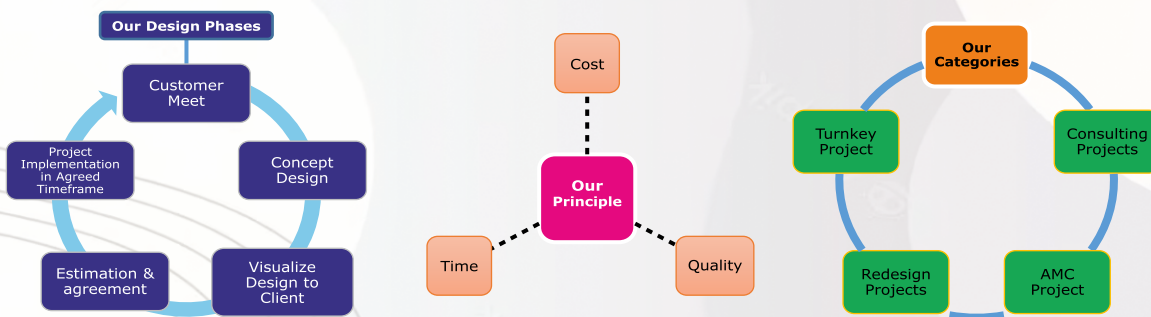 Our Design Phases
Customer
Meet
Concept
Design
Visualize
Design to
Client
Estimation &
agreement
Project
Implementation
in Agreed
Timeframe
Cost
Our
Principle
Time
Quality
Our
Categories
Consulting
Projects
AMC
Project
Redesign
Projects
Turnkey
Project